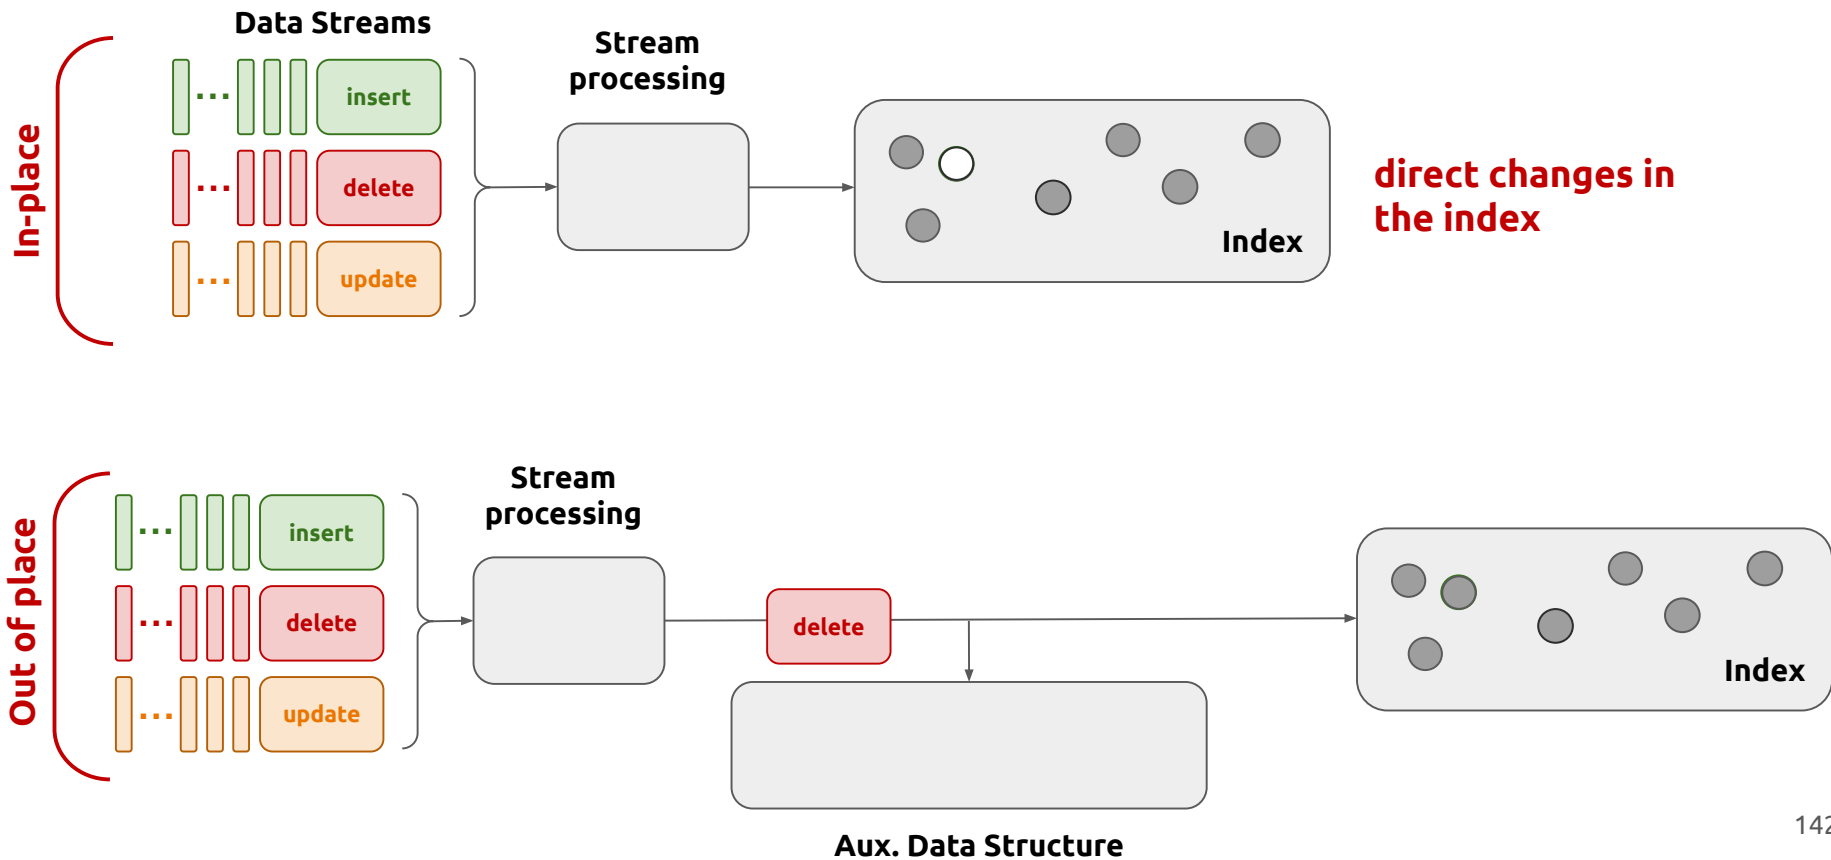 Data Streams
Stream
processing
In-place
insert
delete
update
Index
direct changes in
the index
Stream
processing
Out of place
insert
delete
update
delete
Index
Aux. Data Structure
142